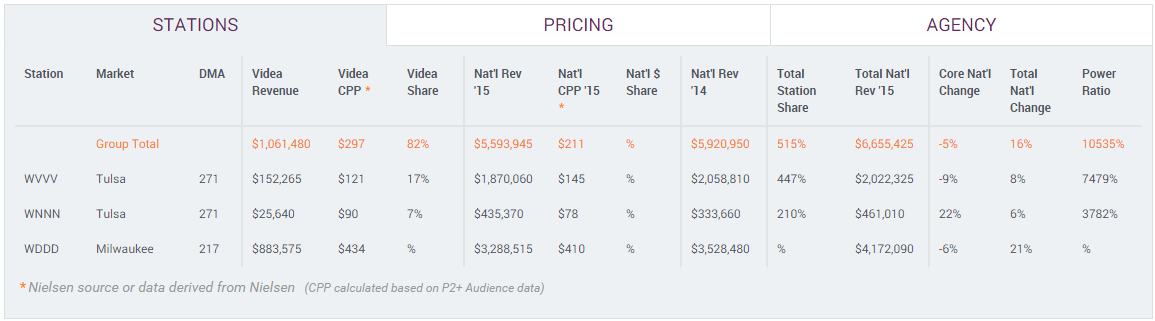 STATIONS PRICING AGENCY
Station Market DMA Videa Videa Videa Nat'l Rev Nat'l Nat'l $ Nat'l Rev Total Total Nat'l Core Nat'l Total Power
Revenue CPP * Share '15 CPP '15 Share '14 Station Rev '15 Change Nat'l Ratio
* Share Change
Group Total $1,061,480 $297 82% $5,593,945 $211 % $5,920,950 515% $6,655,425 -5% 16% 10535%
WVVV Tulsa 271 $152,265 $121 17% $1,870,060 $145 % $2,058,810 447% $2,022,325 -9% 8% 7479%
WNNN Tulsa 271 $25,640 $90 7% $435,370 $78 % $333,660 210% $461,010 22% 6% 3782%
WDDD Milwaukee 217 $883,575 $434 % $3,288,515 $410 % $3,528,480 % $4,172,090 -6% 21% %
* Nielsen source or data derived from Nielsen (CPP calculated based on P2+ Audience data)